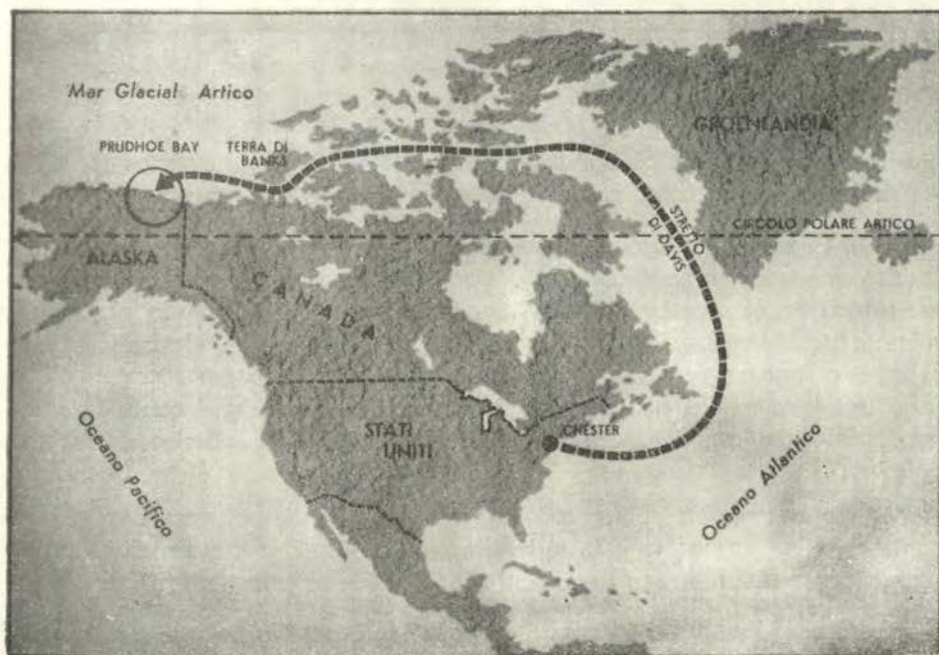 Mar Glacial Artico
GROENLANDIA
PRUDHOE BAY
TERRA DI
BANKS
STRETTO
DI DAVIS
CIRCOLO POLARE ARTICO
ALASKA
CANADA
STATI
UNITI
CHESTER
Oceano Pacifico
Oceano Atlantico